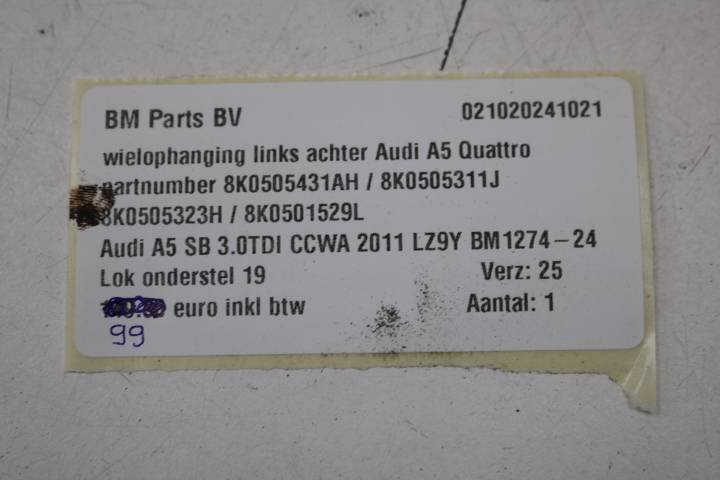 BM Parts BV 021020241021
wielophanging links achter Audi A5 Quattro
partnumber 8K0505431AH / 8K0505311J
8K0505323H / 8K0501529L
Audi A5 SB 3.0TDI CCWA 2011 LZ9Y BM1274-24
Lok onderstel 19 Verz: 25
euro inkl btw Aantal: 1
99